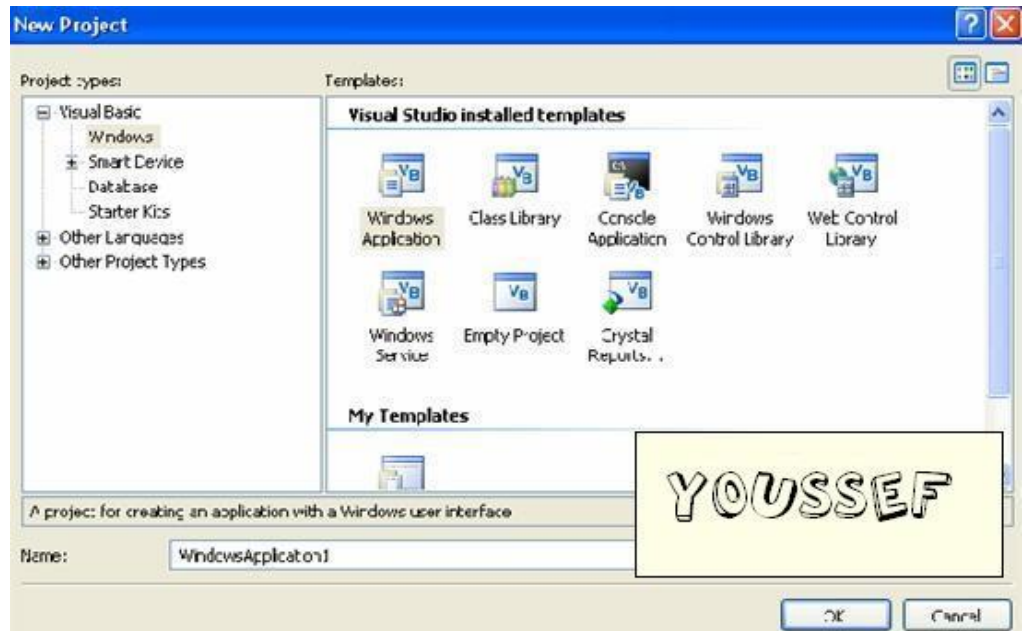 New Project
Project types:
Templates:
Visual Basic
Windows
Smart Device
Database
Starter Kits
Other Languages
Other Project Types
Visual Studio installed templates
Windows Application
Class Library
Console Application
Windows Control Library
Web Control Library
Windows Service
Empty Project
Crystal Reports...
My Templates
A project for creating an application with a Windows user interface
Name:
WindowsApplication1
YOUSSEF
OK
Cancel